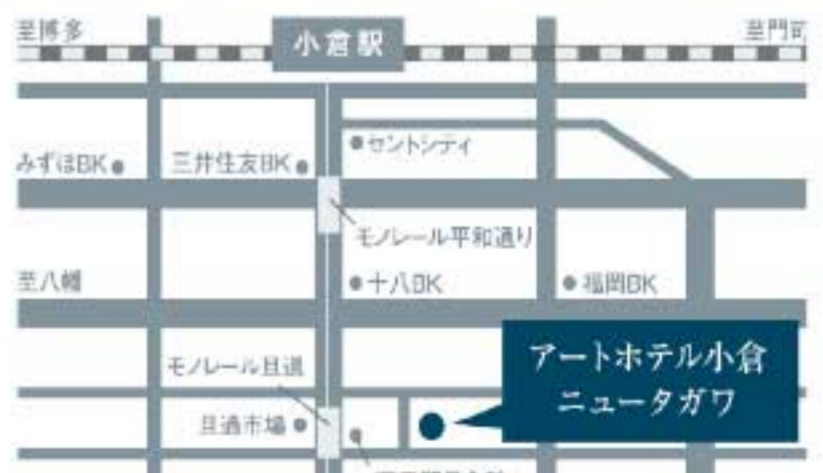 至博多
小倉駅
至門司
セントシティ
みずほBK
三井住友BK
モノレール平和通り
至八幡
十八BK
福岡BK
アートホテル小倉
ニュータガワ
モノレール旦過
旦過市場